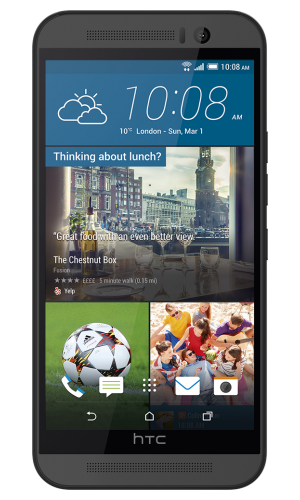 10:08 AM
10:08 AM
10° London - Sun, Mar 1
Thinking about lunch?
"Great food with an even better view."
The Chestnut Box
Fusion
★★★★ ££££ 5 minute walk (0.35 mi)
Yelp
htc